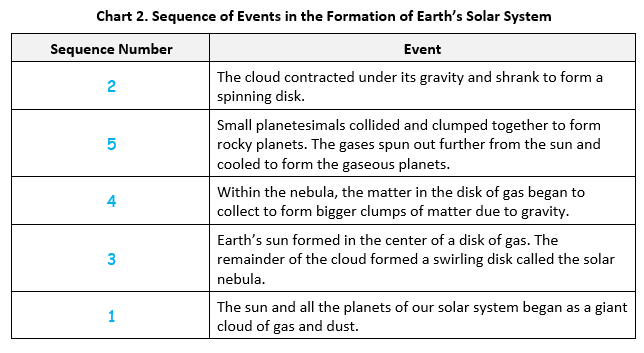 Chart 2. Sequence of Events in the Formation of Earth’s Solar System
Sequence Number
Event
2
The cloud contracted under its gravity and shrank to form a
spinning disk.
5
Small planetesimals collided and clumped together to form
rocky planets. The gases spun out further from the sun and
cooled to form the gaseous planets.
4
Within the nebula, the matter in the disk of gas began to
collect to form bigger clumps of matter due to gravity.
3
Earth’s sun formed in the center of a disk of gas. The
remainder of the cloud formed a swirling disk called the solar
nebula.
1
The sun and all the planets of our solar system began as a giant
cloud of gas and dust.